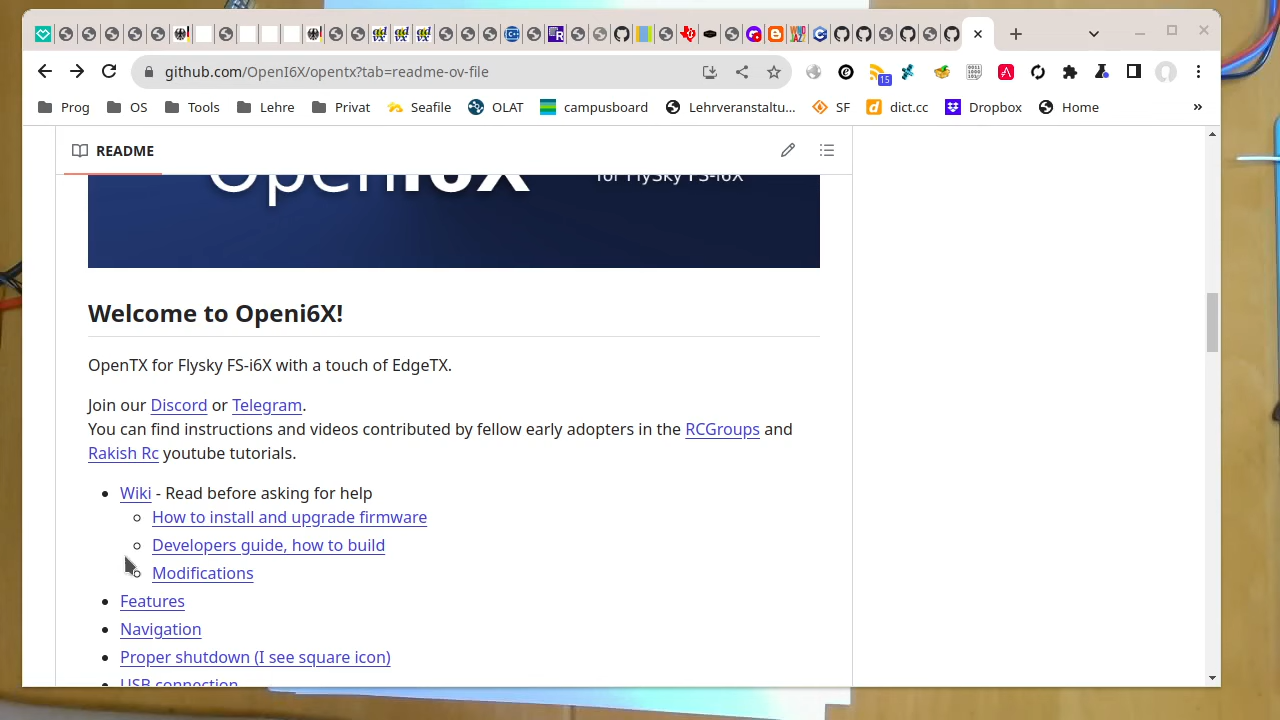 github.com/OpenI6X/opentx?tab=readme-ov-file
15
Prog
OS
Tools
Lehre
Privat
Seafile
OLAT
campusboard
Lehrveranstaltu...
SF
dict.cc
Dropbox
Home
»
README
Openi6X
for FlySky FS-i6X
Welcome to Openi6X!
OpenTX for Flysky FS-i6X with a touch of EdgeTX.
Join our Discord or Telegram.
You can find instructions and videos contributed by fellow early adopters in the RCGroups and
Rakish Rc youtube tutorials.
Wiki - Read before asking for help
How to install and upgrade firmware
Developers guide, how to build
Modifications
Features
Navigation
Proper shutdown (I see square icon)
USB connection